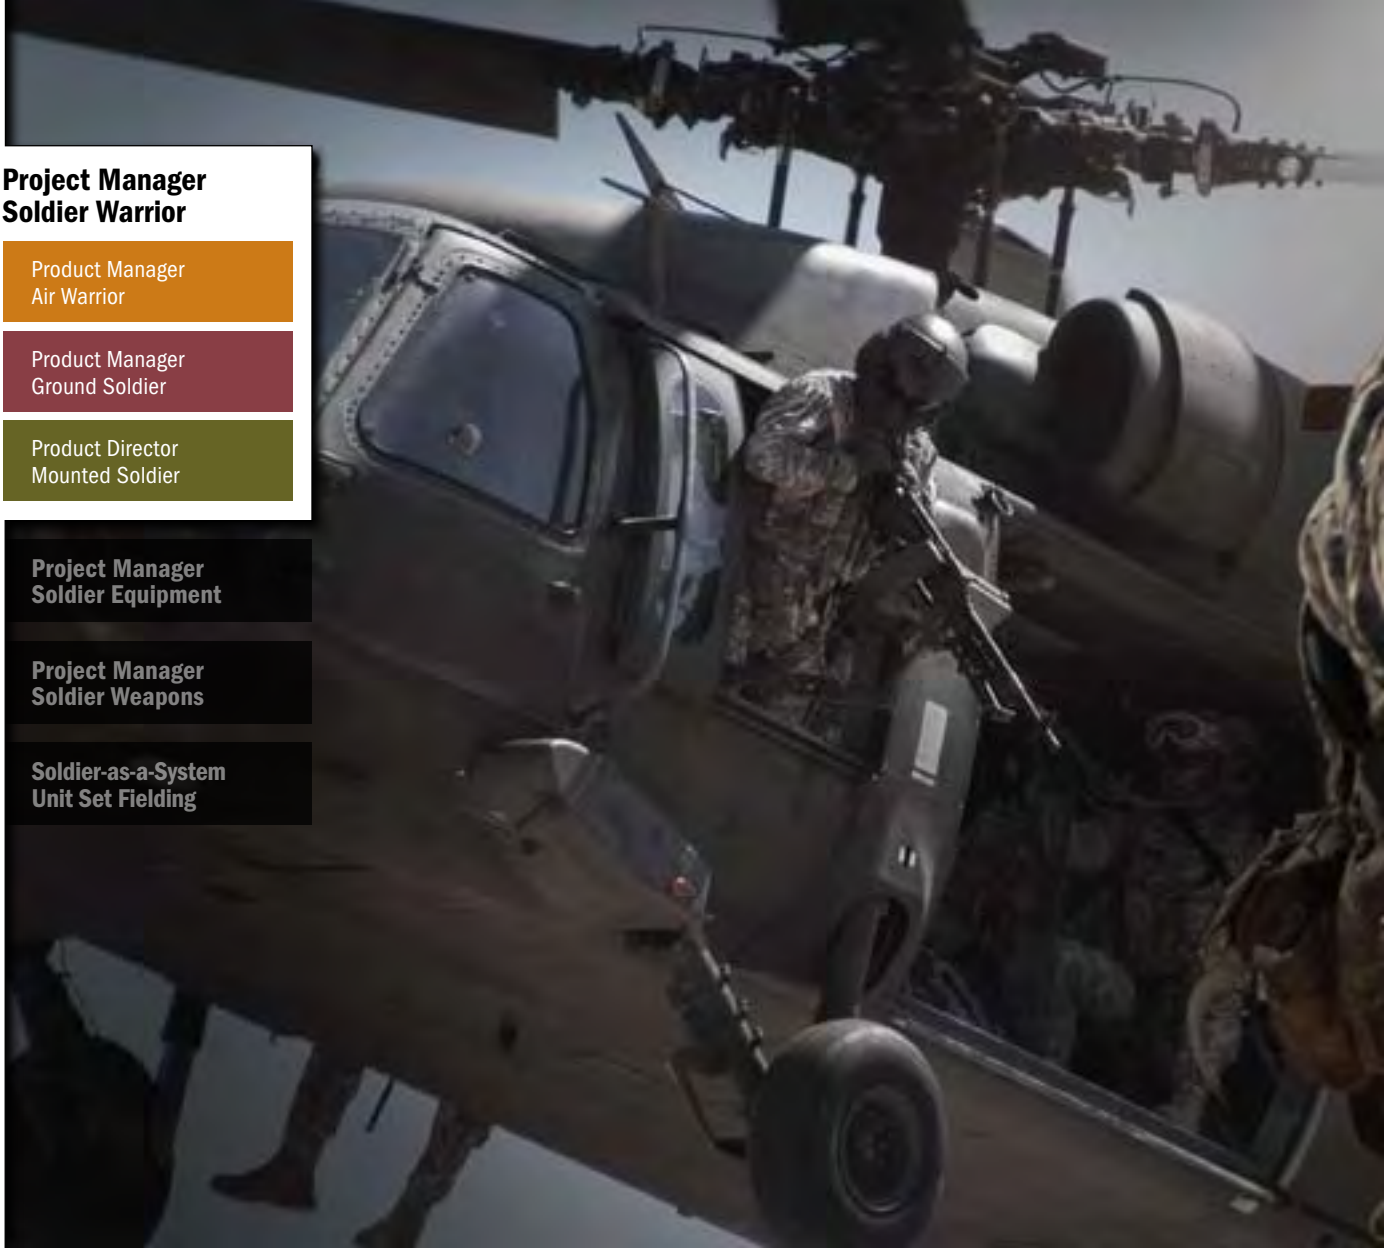 Project Manager
Soldier Warrior
Product Manager
Air Warrior
Product Manager
Ground Soldier
Product Director
Mounted Soldier
Project Manager
Soldier Equipment
Project Manager
Soldier Weapons
Soldier-as-a-System
Unit Set Fielding